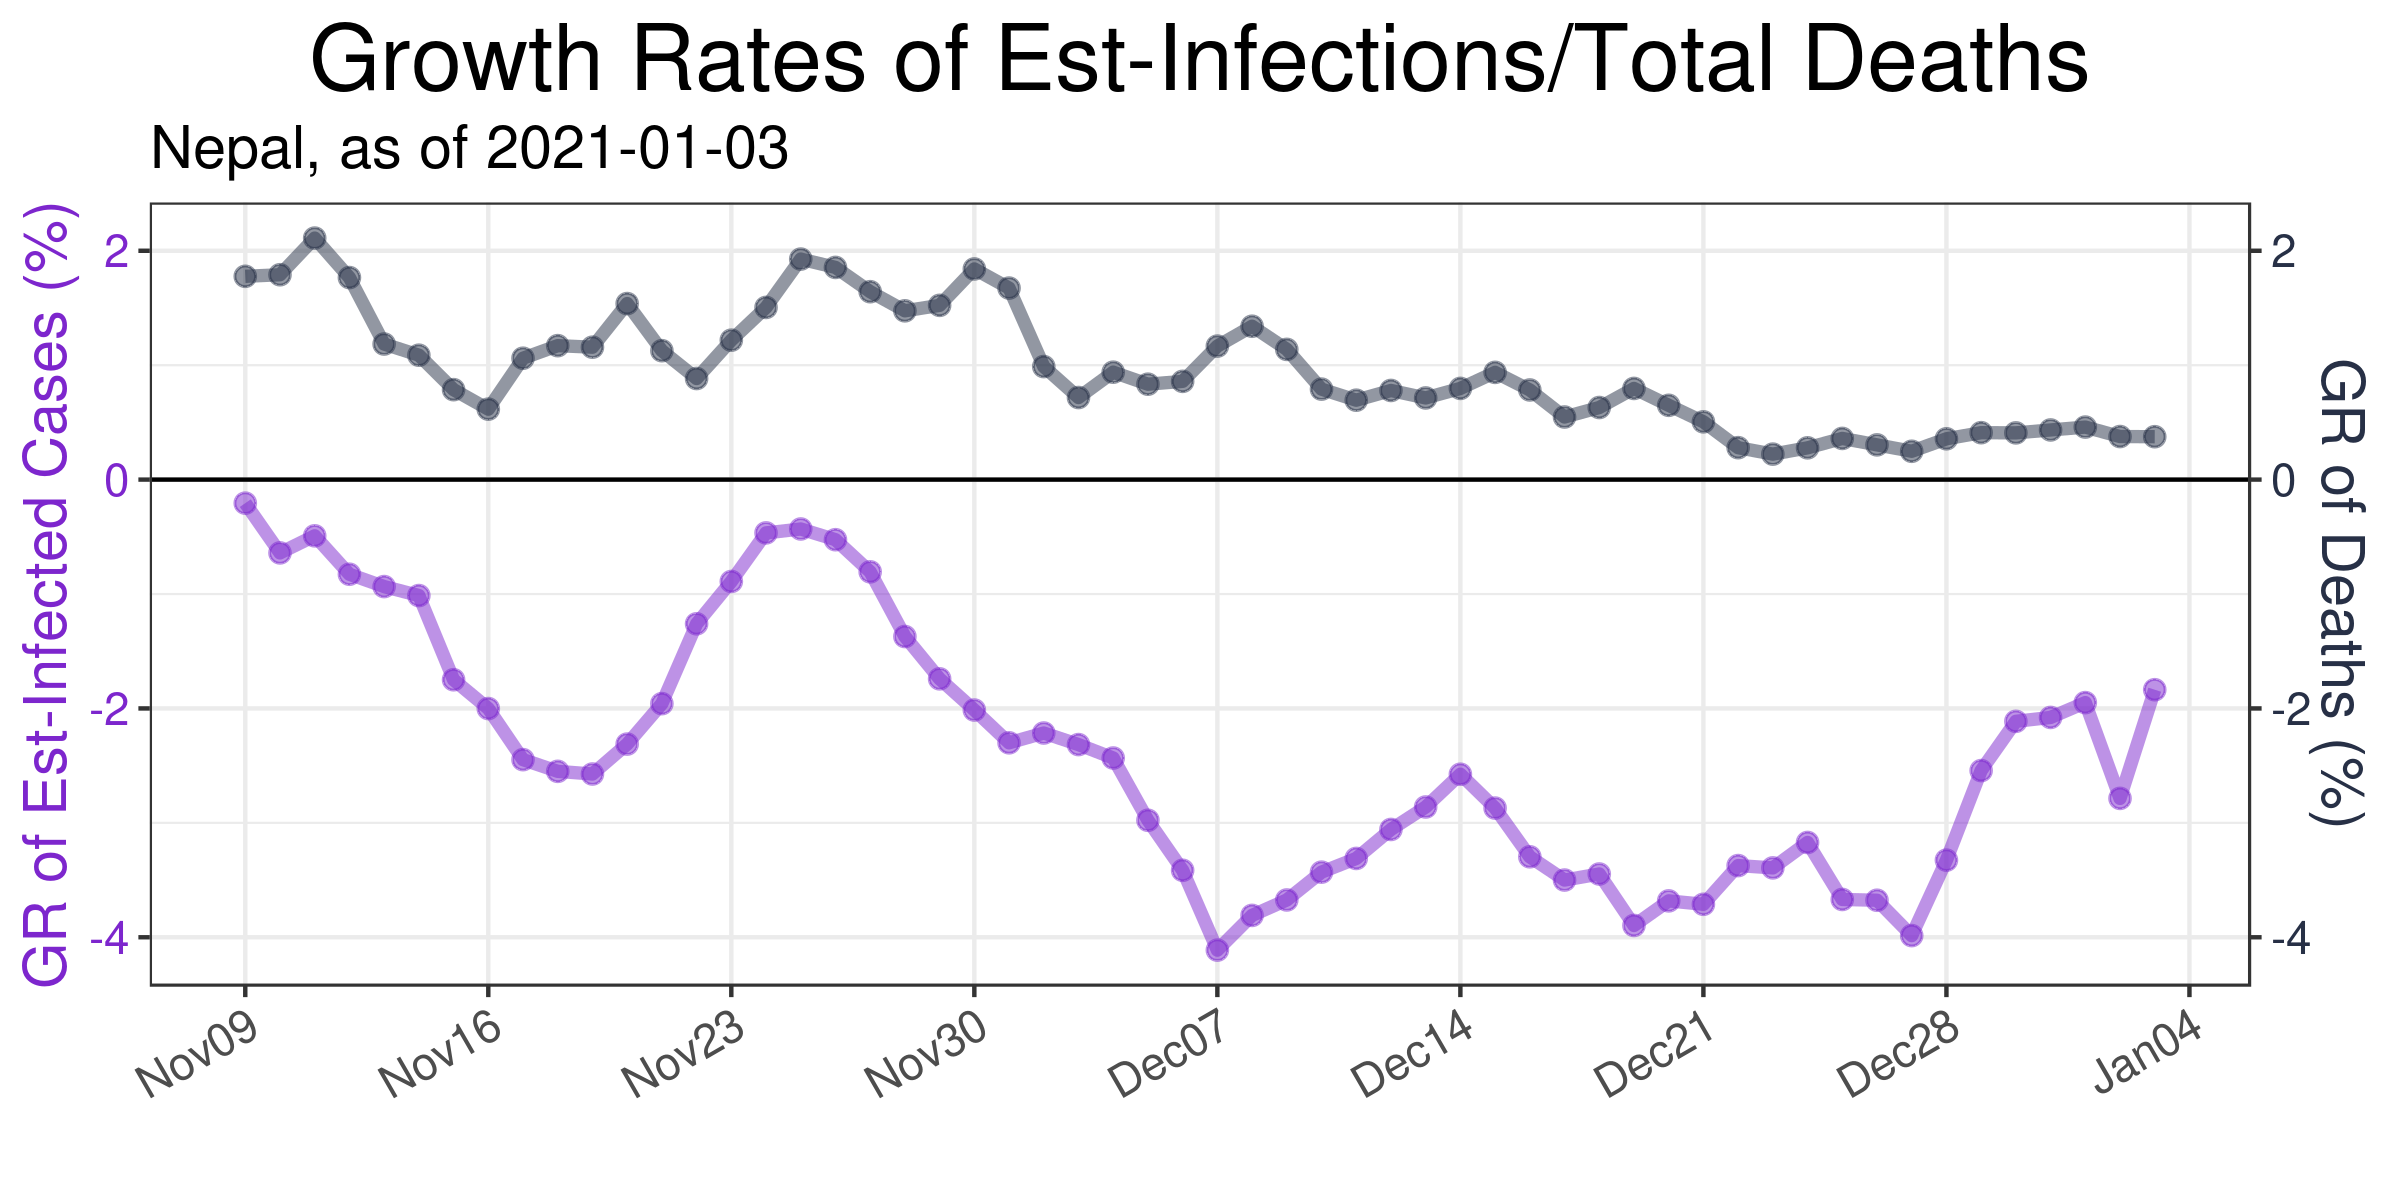 Growth Rates of Est-Infections/Total Deaths
Nepal, as of 2021-01-03
GR of Est-Infected Cases (%)
2
0
-2
-4
2
0
-2
-4
GR of Deaths (%)
Nov09
Nov16
Nov23
Nov30
Dec07
Dec14
Dec21
Dec28
Jan04